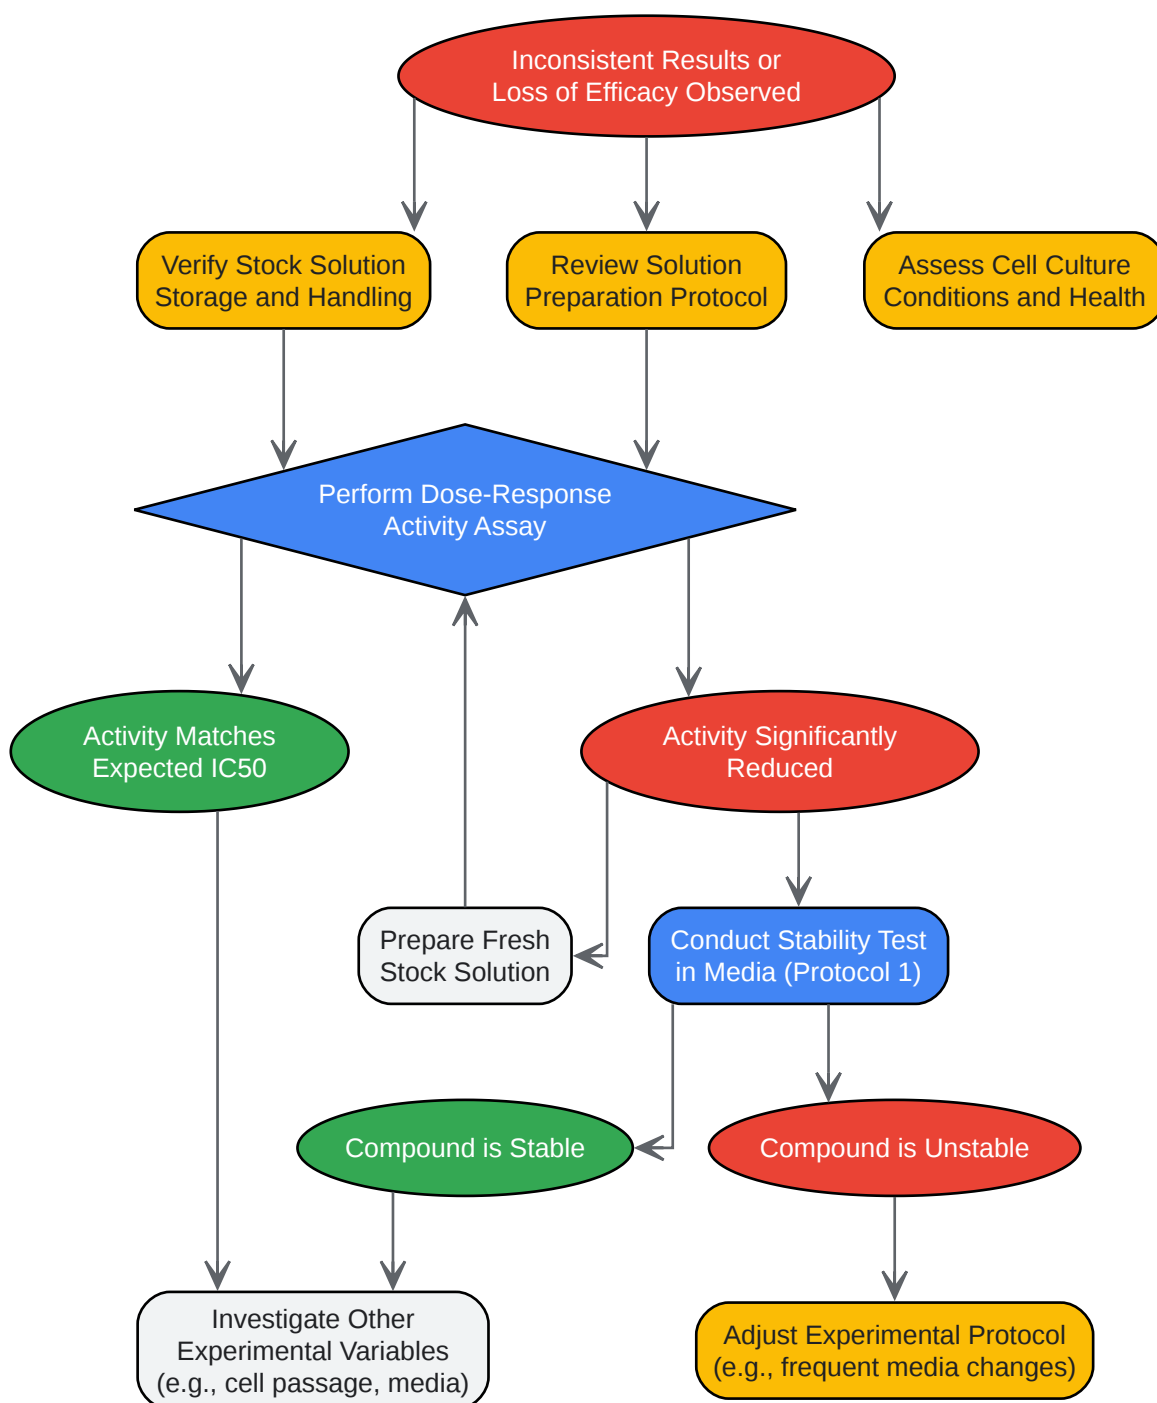 Inconsistent Results or
Loss of Efficacy Observed
Verify Stock Solution
Storage and Handling
Review Solution
Preparation Protocol
Assess Cell Culture
Conditions and Health
Perform Dose-Response
Activity Assay
Activity Matches
Expected IC50
Activity Significantly
Reduced
Prepare Fresh
Stock Solution
Conduct Stability Test
in Media (Protocol 1)
Compound is Stable
Compound is Unstable
Investigate Other
Experimental Variables
(e.g., cell passage, media)
Adjust Experimental Protocol
(e.g., frequent media changes)